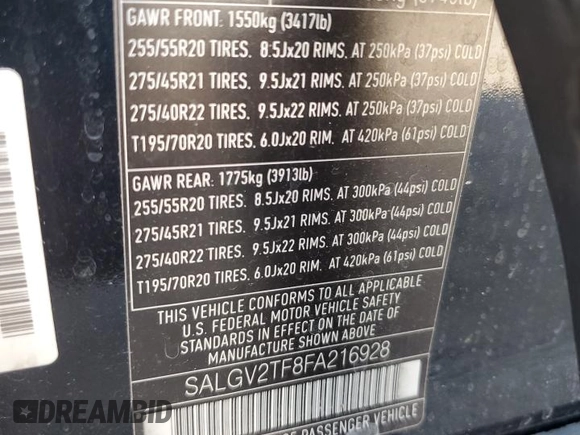 GAWR FRONT: 1550kg (3417lb)
255/55R20 TIRES. 8.5Jx20 RIMS. AT 250kPa (37psi) COLD
275/45R21 TIRES. 9.5Jx21 RIMS. AT 250kPa (37psi) COLD
275/40R22 TIRES. 9.5Jx22 RIMS. AT 250kPa (37psi) COLD
T195/70R20 TIRES. 6.0Jx20 RIM. AT 420kPa (61psi) COLD
GAWR REAR: 1775kg (3913lb)
255/55R20 TIRES. 8.5Jx20 RIMS. AT 300kPa (44psi) COLD
275/45R21 TIRES. 9.5Jx21 RIMS. AT 300kPa (44psi) COLD
275/40R22 TIRES. 9.5Jx22 RIMS. AT 300kPa (44psi) COLD
T195/70R20 TIRES. 6.0Jx20 RIM. AT 420kPa (61psi) COLD
THIS VEHICLE CONFORMS TO ALL APPLICABLE
U.S. FEDERAL MOTOR VEHICLE SAFETY
STANDARDS IN EFFECT ON THE DATE OF
MANUFACTURE SHOWN ABOVE
SALGV2TF8FA216928
PASSENGER VEHICLE
DREAMBID